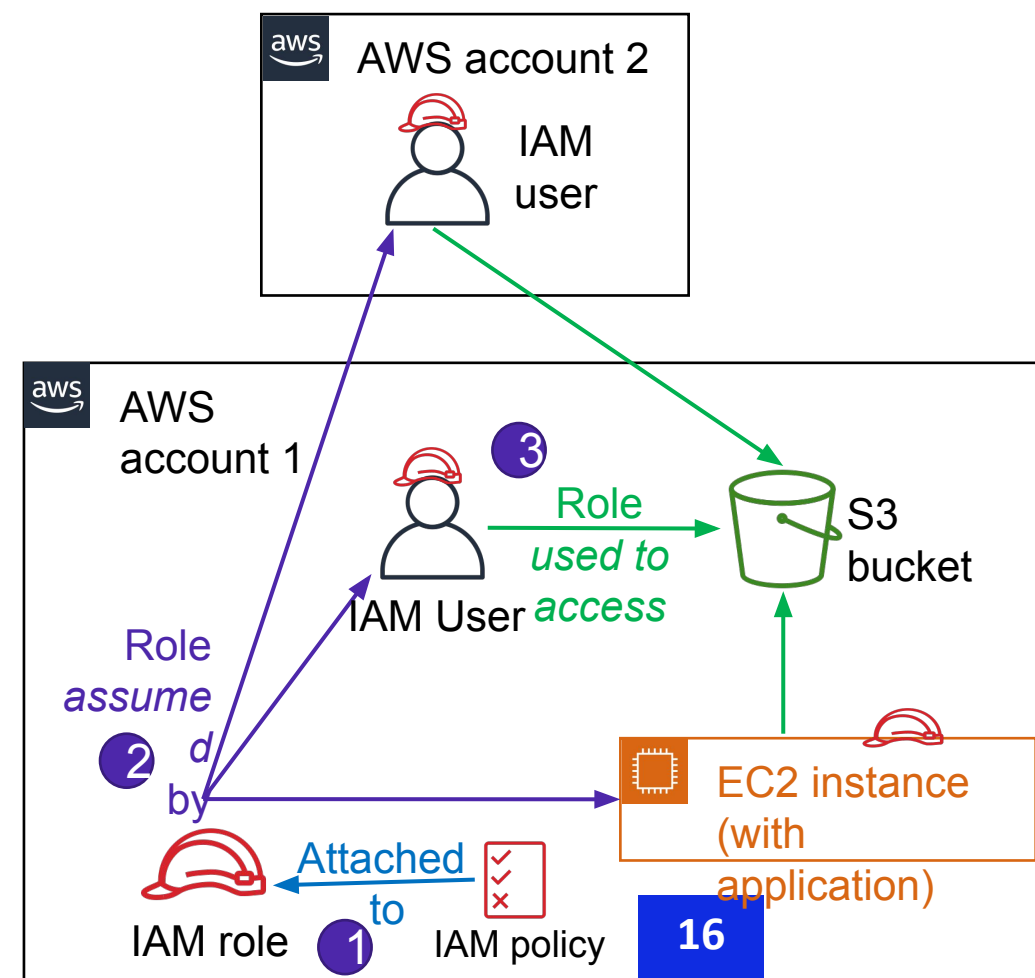 aws
AWS account 2
IAM
user
aws
AWS
account 1
3
Role
used to
access
S3
bucket
IAM User
Role
assume
d
by
2
EC2 instance
(with
application)
Attached
to
IAM role
1
IAM policy
16